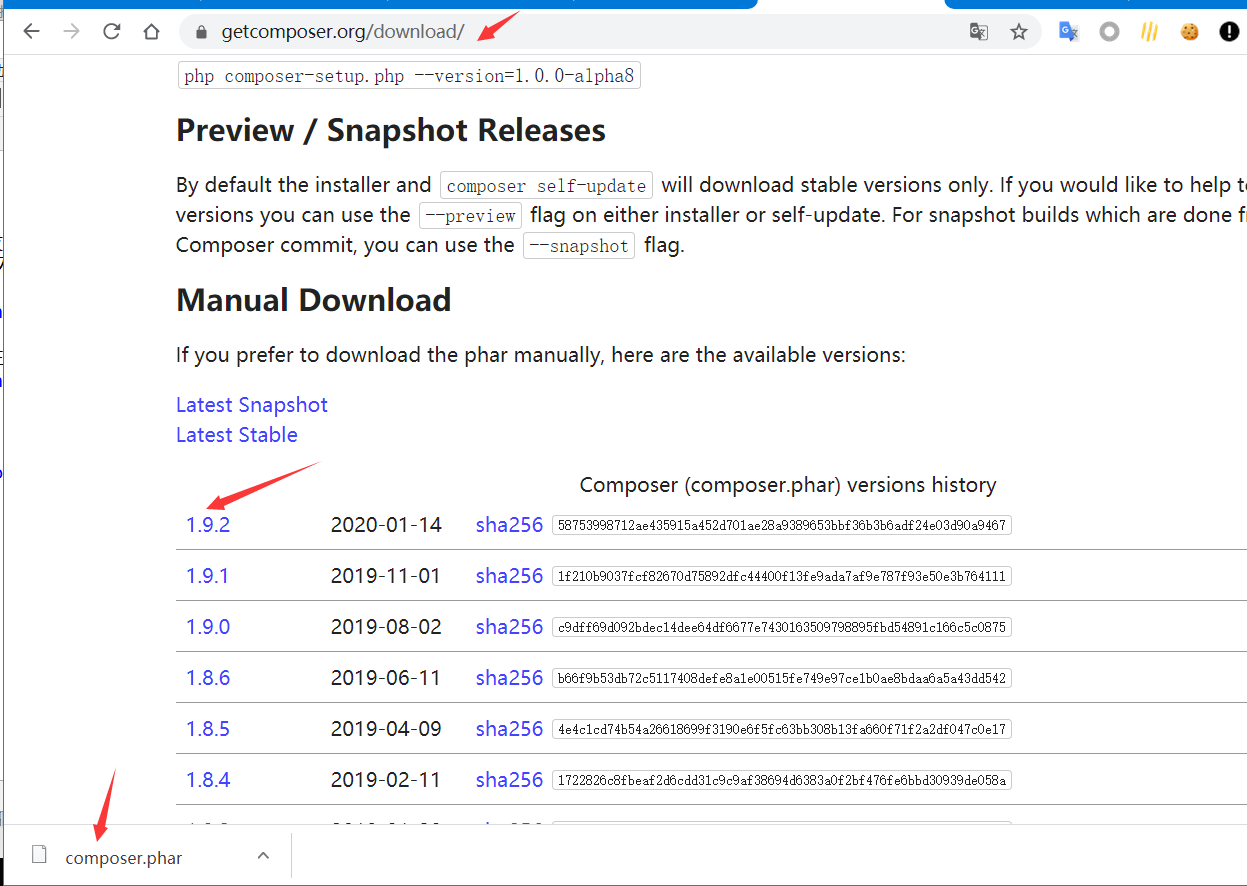 getcomposer.org/download/
php composer-setup.php --version=1.0.0-alpha8
Preview / Snapshot Releases
By default the installer and composer self-update will download stable versions only. If you would like to help
versions you can use the --preview flag on either installer or self-update. For snapshot builds which are done
Composer commit, you can use the --snapshot flag.
Manual Download
If you prefer to download the phar manually, here are the available versions:
Latest Snapshot
Latest Stable
Composer (composer.phar) versions history
1.9.2 2020-01-14 sha256 58753998712ae435915a452d701ae28a9389653bbf36b3b6adf24e03d90a9467
1.9.1 2019-11-01 sha256 1f210b9037fcf82670d75892dfc44400f13fe9ada7af9e787f93e50e3b764111
1.9.0 2019-08-02 sha256 c9dff69d092bdec14dee64df6677e7430163509798895fbd54891c166c5c0875
1.8.6 2019-06-11 sha256 b66f9b53db72c5117408defe8a1e00515fe749e97ce1b0ae8bdaa6a5a43dd542
1.8.5 2019-04-09 sha256 4e4c1cd74b54a26618699f3190e6f5fc63bb308b13fa660f71f2a2df047c0e17
1.8.4 2019-02-11 sha256 1722826c8fbeaf2d6cdd31c9c9af38694d6383a0f2bf476fe6bbd30939de058a
composer.phar